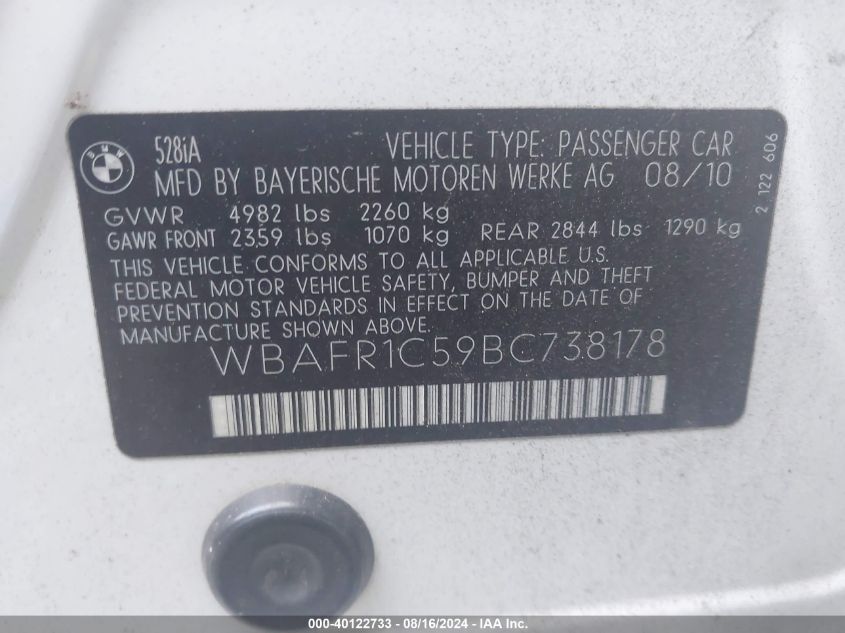 BMW
528iA
VEHICLE TYPE: PASSENGER CAR
MFD BY BAYERISCHE MOTOREN WERKE AG 08/10
GVWR 4982 lbs 2260 kg
GAWR FRONT 2359 lbs 1070 kg REAR 2844 lbs 1290 kg
THIS VEHICLE CONFORMS TO ALL APPLICABLE U.S.
FEDERAL MOTOR VEHICLE SAFETY, BUMPER AND THEFT
PREVENTION STANDARDS IN EFFECT ON THE DATE OF
MANUFACTURE SHOWN ABOVE.
WBAFR1C59BC738178
2 122 606
000-40122733 - 08/16/2024 - IAA Inc.